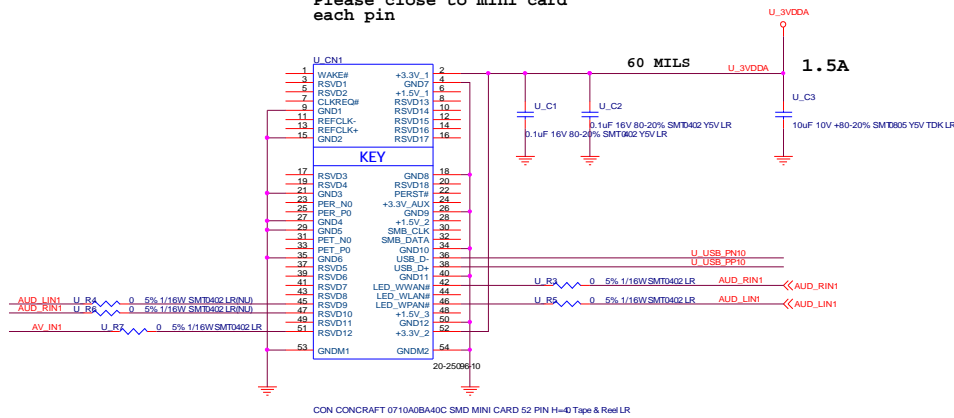 Please close to mini card
each pin
U_3VDDA
U_CN1
60 MILS
U_3VDDA
1.5A
1 WAKE# +3.3V_1 2
3 RSVD1 GND7 4
5 RSVD2 +1.5V_1 6
7 CLKREQ# RSVD13 8
9 GND1 RSVD14 10
11 REFCLK- RSVD15 12
13 REFCLK+ RSVD16 14
15 GND2 RSVD17 16
U_C1
0.1uF 16V 80-20% SMT0402 Y5V LR
U_C2
0.1uF 16V 80-20% SMT0402 Y5V LR
U_C3
10uF 10V +80-20% SMT0805 Y5V TDK LR
KEY
17 RSVD3 GND8 18
19 RSVD4 RSVD18 20
21 GND3 PERST# 22
23 PER_N0 +3.3V_AUX 24
25 PER_P0 GND9 26
27 GND4 +1.5V_2 28
29 GND5 SMB_CLK 30
31 PET_N0 SMB_DATA 32
33 PET_P0 GND10 34
35 GND6 USB_D- 36 U_USB_PN10
37 RSVD5 USB_D+ 38 U_USB_PP10
39 RSVD6 GND11 40
41 RSVD7 LED_WWAN# 42 U_R3 0 5% 1/16W SMT0402 LR AUD_RIN1 AUD_RIN1
43 RSVD8 LED_WLAN# 44
AUD_LIN1 U_R4 0 5% 1/16W SMT0402 LR(NU) 45 RSVD9 LED_WPAN# 46 U_R5 0 5% 1/16W SMT0402 LR AUD_LIN1 AUD_LIN1
AUD_RIN1 U_R6 0 5% 1/16W SMT0402 LR(NU) 47 RSVD10 +1.5V_3 48
49 RSVD11 GND12 50
AV_IN1 U_R7 0 5% 1/16W SMT0402 LR 51 RSVD12 +3.3V_2 52
53 GNDM1 GNDM2 54
20-25096-10
CON CONCRAFT 0710A0BA40C SMD MINI CARD 52 PIN H=4.0 Tape & Reel LR